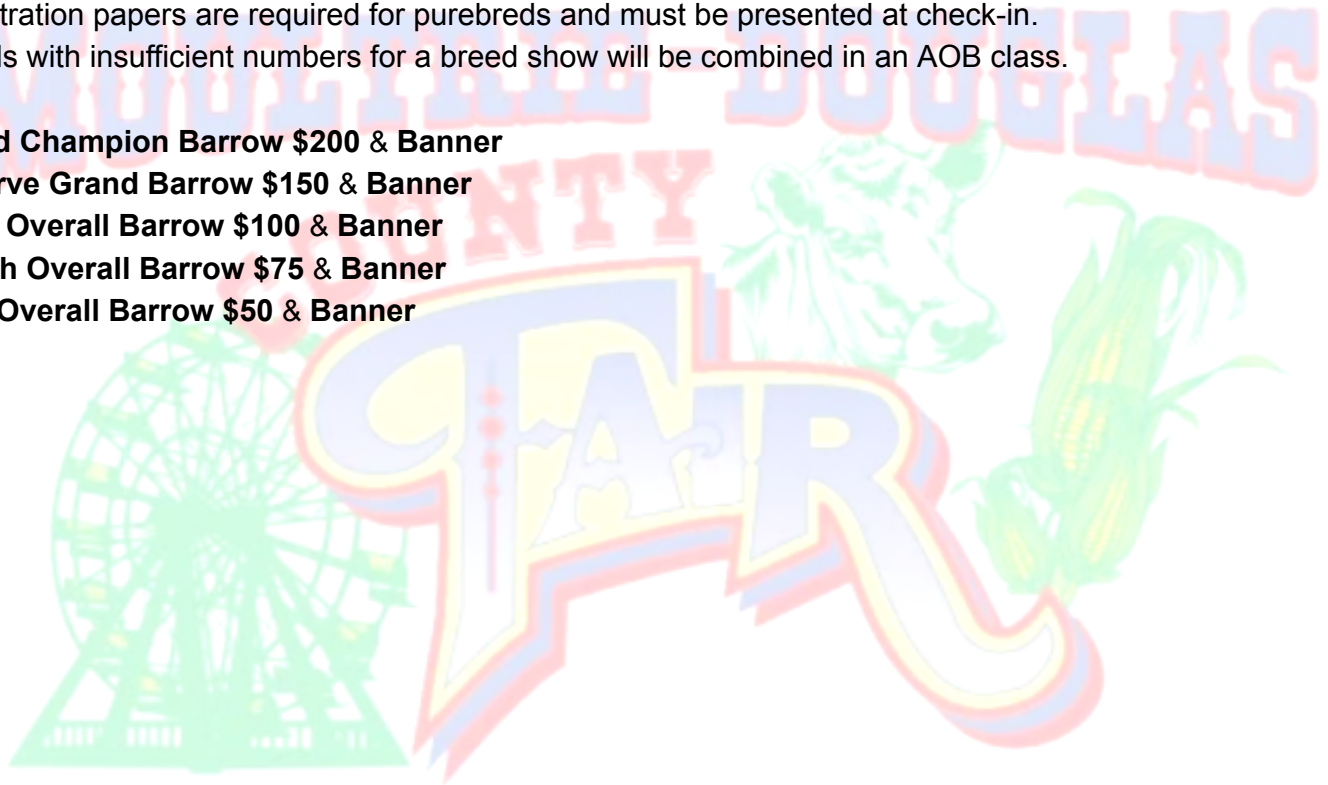 tration papers are required for purebreds and must be presented at check-in.
ls with insufficient numbers for a breed show will be combined in an AOB class.
d Champion Barrow $200 & Banner
rve Grand Barrow $150 & Banner
Overall Barrow $100 & Banner
h Overall Barrow $75 & Banner
Overall Barrow $50 & Banner
MOULTRIE-DOUGLAS
COUNTY
FAIR